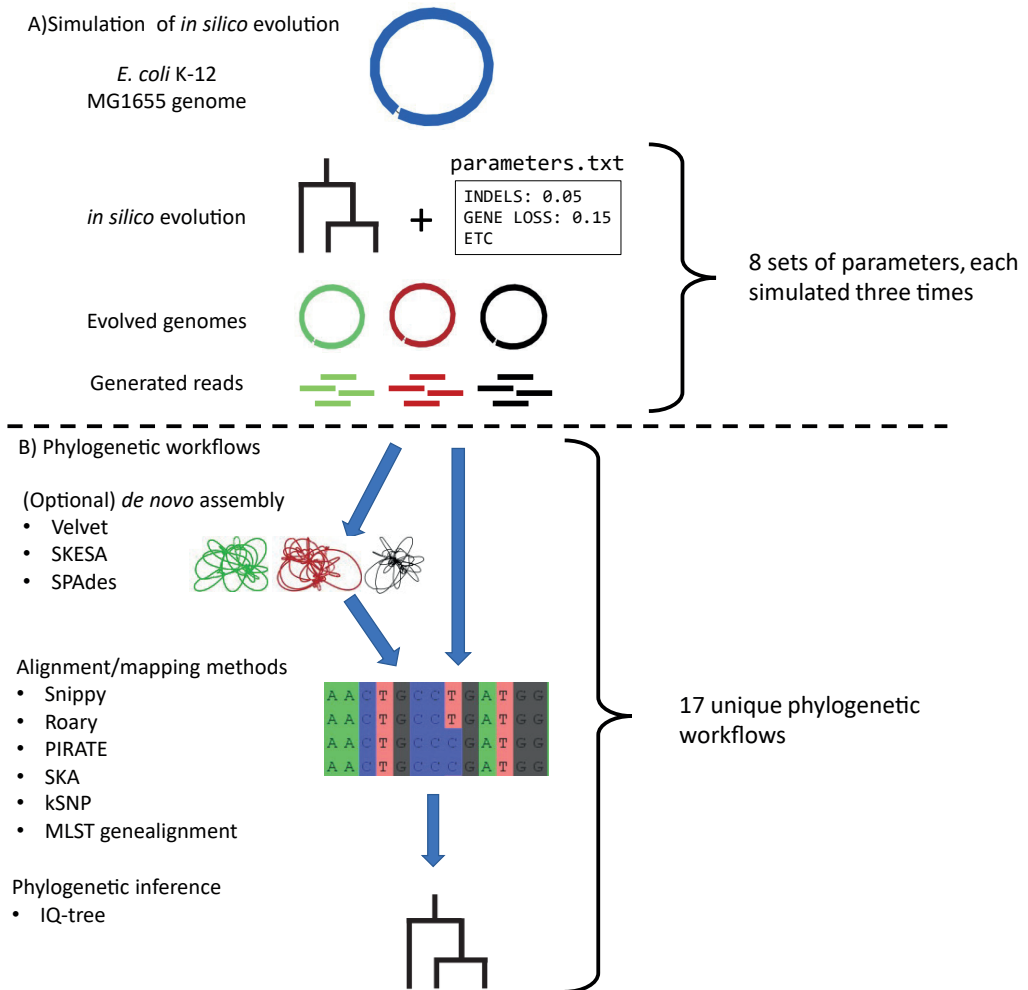 A)Simulation of in silico evolution
E. coli K-12
MG1655 genome
parameters.txt
INDELS: 0.05
GENE LOSS: 0.15
ETC
in silico evolution
+
8 sets of parameters, each
simulated three times
Evolved genomes
Generated reads
B) Phylogenetic workflows
(Optional) de novo assembly
• Velvet
• SKESA
• SPAdes
Alignment/mapping methods
• Snippy
• Roary
• PIRATE
• SKA
• kSNP
• MLST genealignment
A A C T G C C T G A T G G
A A C T G C C T G A T G G
A A C T G C C C G A T G G
A A C T G C C C G A T G G
17 unique phylogenetic
workflows
Phylogenetic inference
• IQ-tree